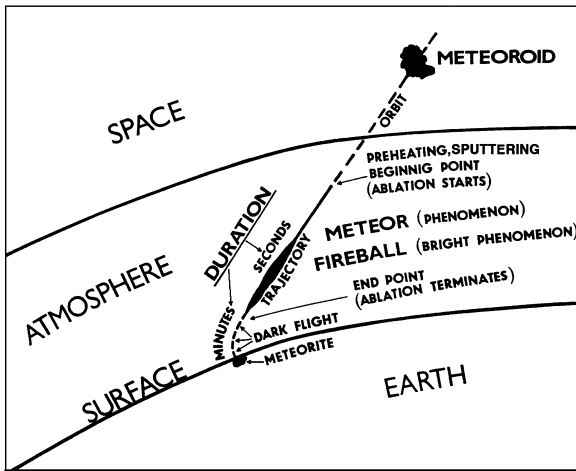 METEOROID
ORBIT
SPACE
PREHEATING, SPUTTERING
BEGINNIG POINT
(ABLATION STARTS)
DURATION
SECONDS
METEOR (PHENOMENON)
FIREBALL (BRIGHT PHENOMENON)
TRAJECTORY
ATMOSPHERE
END POINT
(ABLATION TERMINATES)
MINUTES
DARK FLIGHT
METEORITE
SURFACE
EARTH